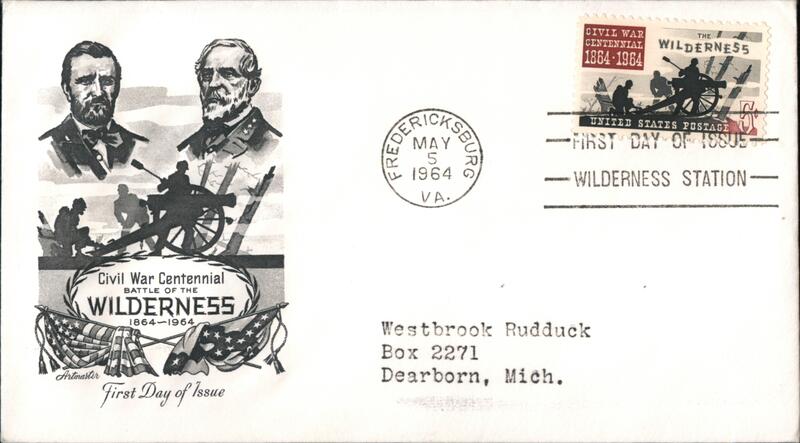 CIVIL WAR
CENTENNIAL
1864-1964
THE
WILDERNESS
5¢
UNITED STATES POSTAGE
FREDERICKSBURG
MAY
5
1964
VA.
FIRST DAY OF ISSUE
WILDERNESS STATION
Civil War Centennial
BATTLE OF THE
WILDERNESS
1864-1964
Artmaster
First Day of Issue
Westbrook Rudduck
Box 2271
Dearborn, Mich.